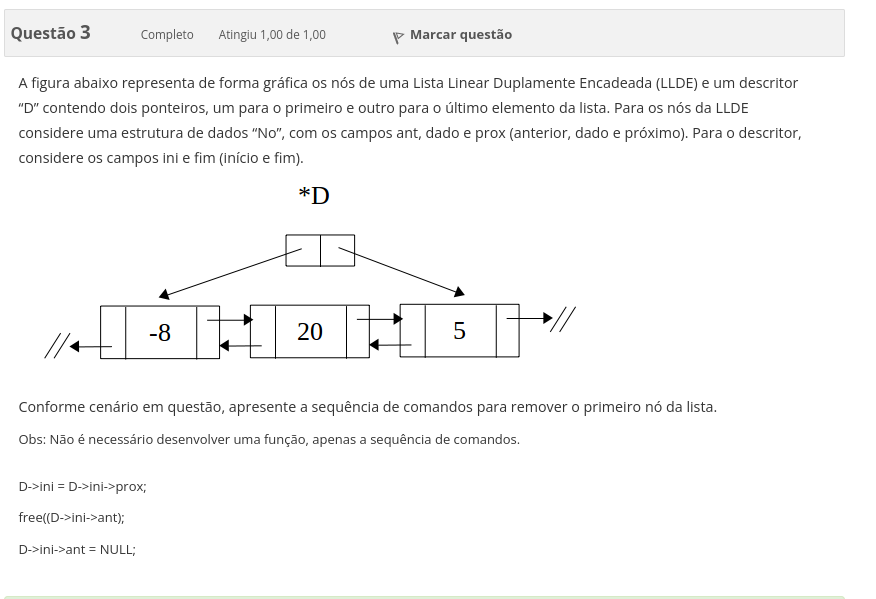 Questão 3 Completo Atingiu 1,00 de 1,00 Marcar questão
A figura abaixo representa de forma gráfica os nós de uma Lista Linear Duplamente Encadeada (LLDE) e um descritor
“D” contendo dois ponteiros, um para o primeiro e outro para o último elemento da lista. Para os nós da LLDE
considere uma estrutura de dados “No”, com os campos ant, dado e prox (anterior, dado e próximo). Para o descritor,
considere os campos ini e fim (início e fim).
*D
-8 20 5
Conforme cenário em questão, apresente a sequência de comandos para remover o primeiro nó da lista.
Obs: Não é necessário desenvolver uma função, apenas a sequência de comandos.
D->ini = D->ini->prox;
free((D->ini->ant);
D->ini->ant = NULL;